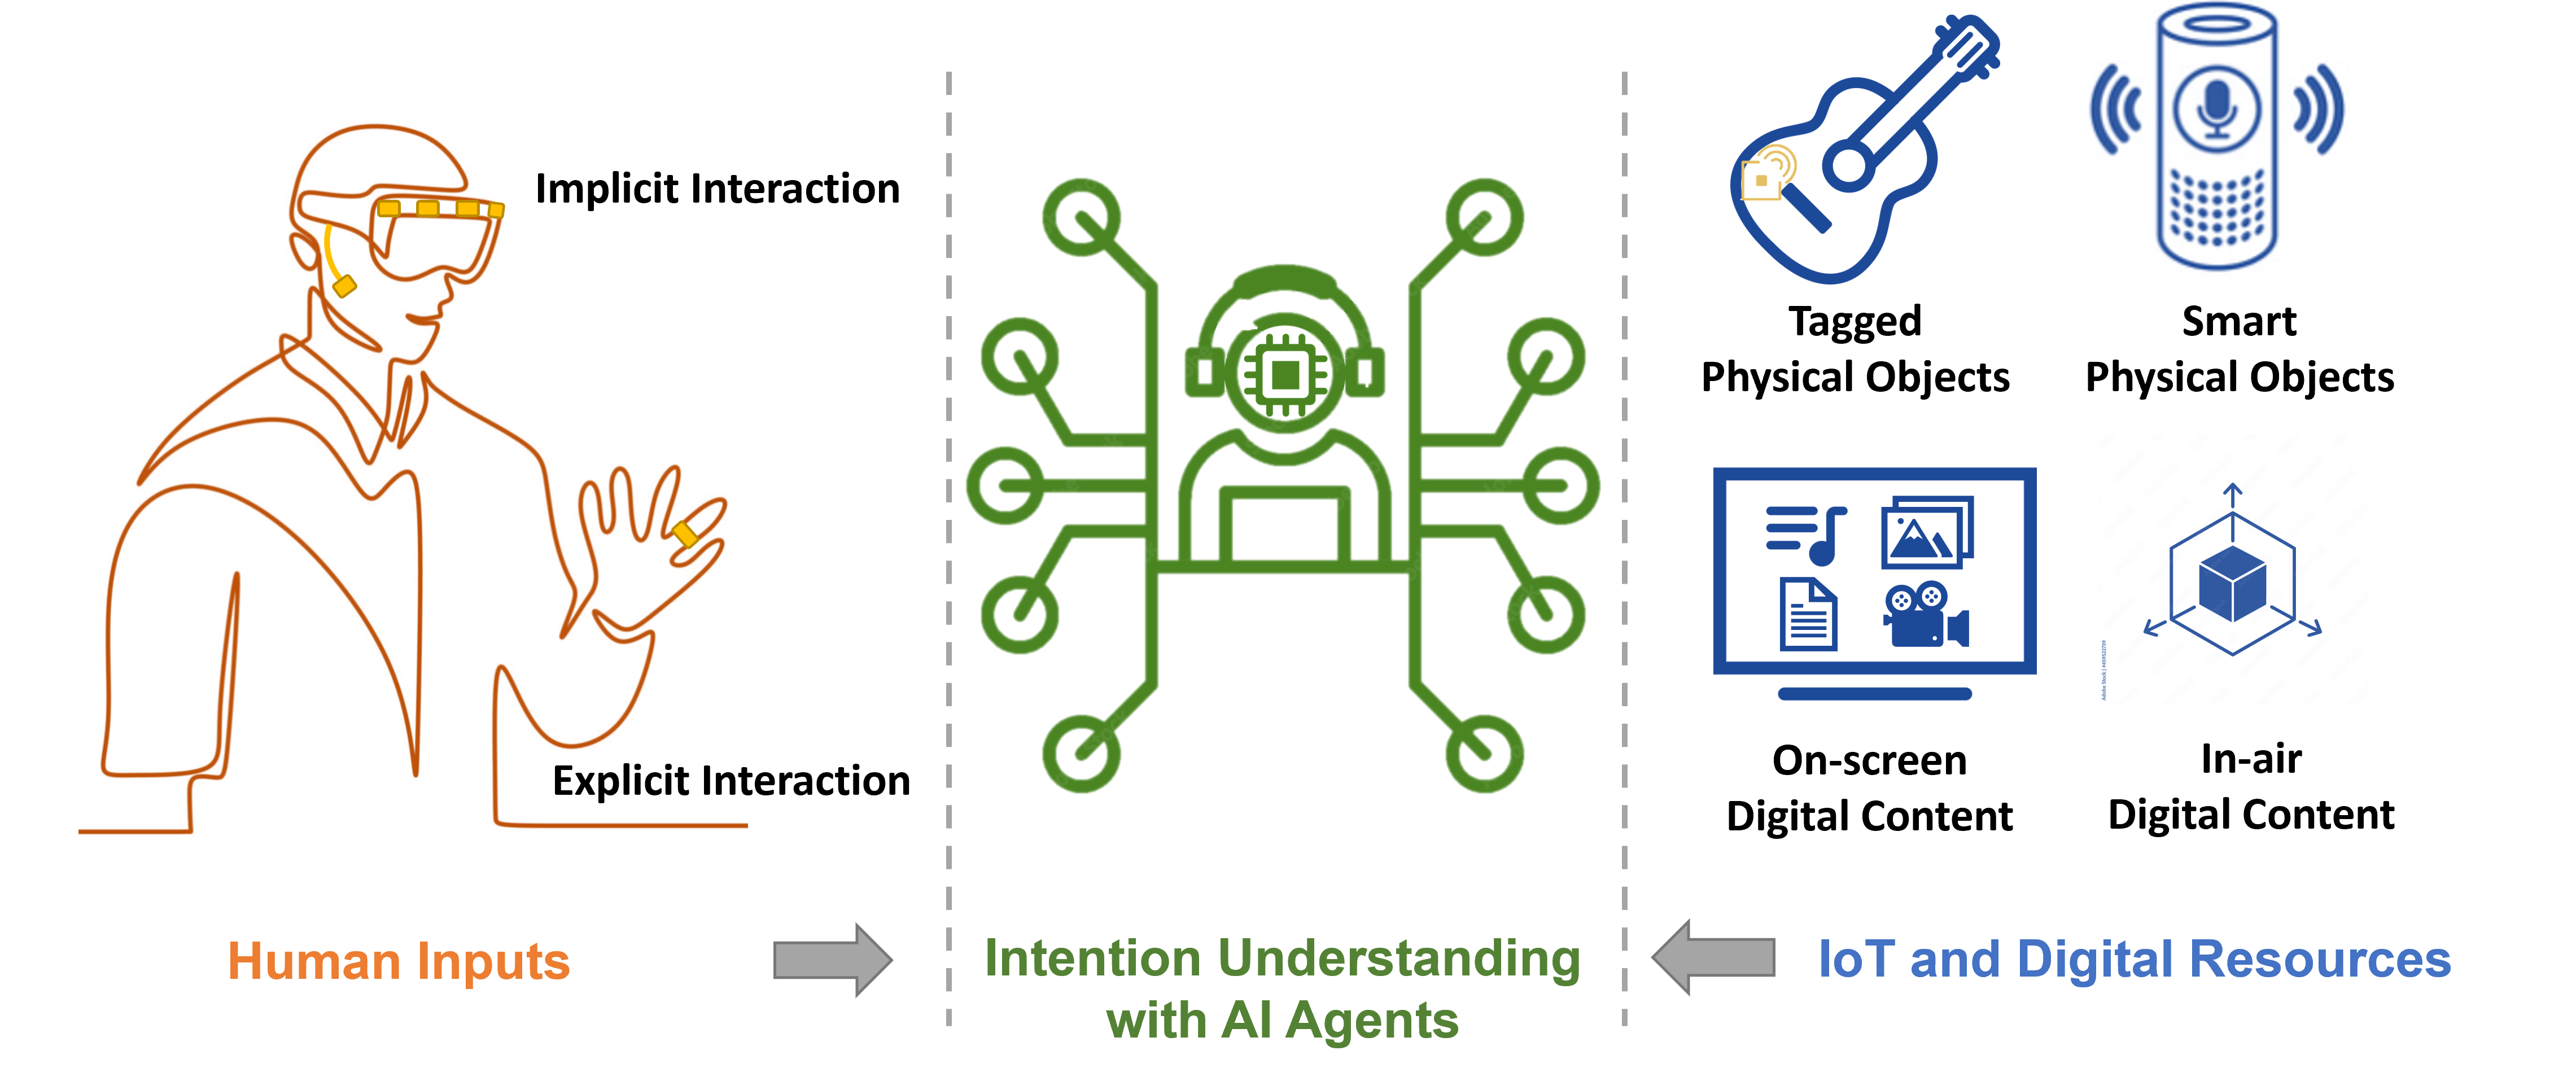 Implicit Interaction
Explicit Interaction
Human Inputs
Intention Understanding
with AI Agents
Tagged
Physical Objects
Smart
Physical Objects
On-screen
Digital Content
In-air
Digital Content
IoT and Digital Resources